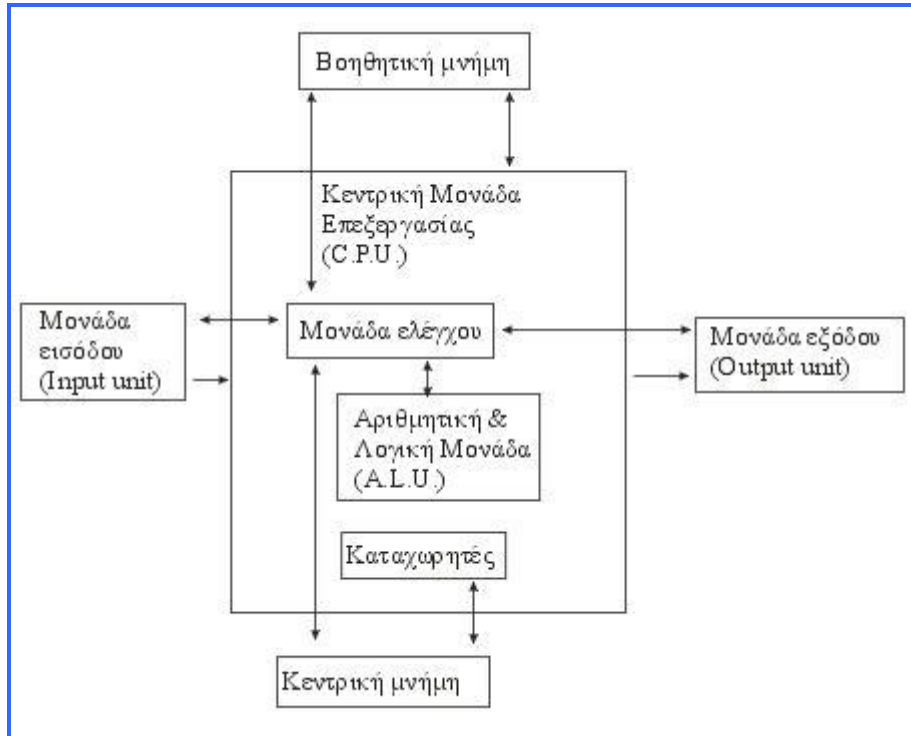 Βοηθητική μνήμη
Κεντρική Μονάδα
Επεξεργασίας
(C.P.U.)
Μονάδα
εισόδου
(Input unit)
Μονάδα ελέγχου
Μονάδα εξόδου
(Output unit)
Αριθμητική &
Λογική Μονάδα
(A.L.U.)
Καταχωρητές
Κεντρική μνήμη